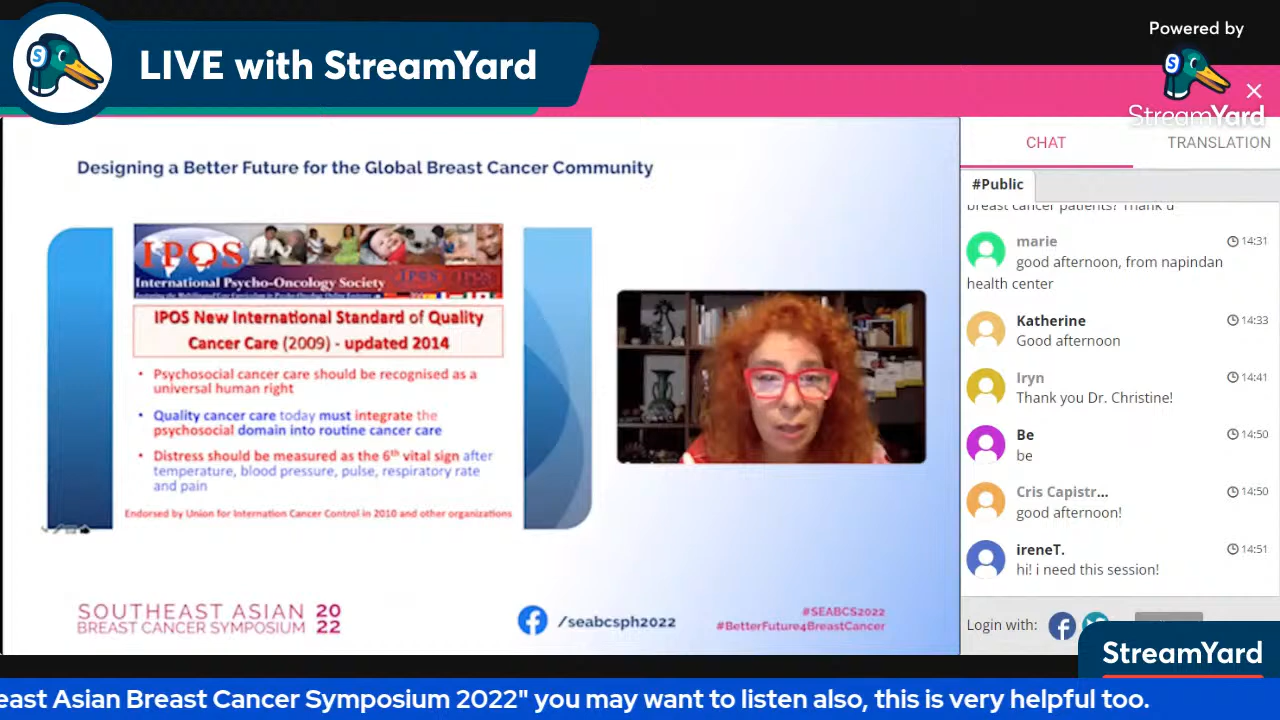 LIVE with StreamYard
Powered by
StreamYard
Designing a Better Future for the Global Breast Cancer Community
IPOS
International Psycho-Oncology Society
IPOS New International Standard of Quality
Cancer Care (2009) - updated 2014
• Psychosocial cancer care should be recognised as a
universal human right
• Quality cancer care today must integrate the
psychosocial domain into routine cancer care
• Distress should be measured as the 6th vital sign after
temperature, blood pressure, pulse, respiratory rate
and pain
Endorsed by Union for Internation Cancer Control in 2010 and other organizations
SOUTHEAST ASIAN 20
BREAST CANCER SYMPOSIUM 22
/seabcsph2022
#SEABCS2022
#BetterFuture4BreastCancer
CHAT
TRANSLATION
#Public
breast cancer patients? Thank u
marie 14:31
good afternoon, from napindan
health center
Katherine 14:33
Good afternoon
Iryn 14:41
Thank you Dr. Christine!
Be 14:50
be
Cris Capistr... 14:50
good afternoon!
ireneT. 14:51
hi! i need this session!
Login with:
StreamYard
east Asian Breast Cancer Symposium 2022" you may want to listen also, this is very helpful too.